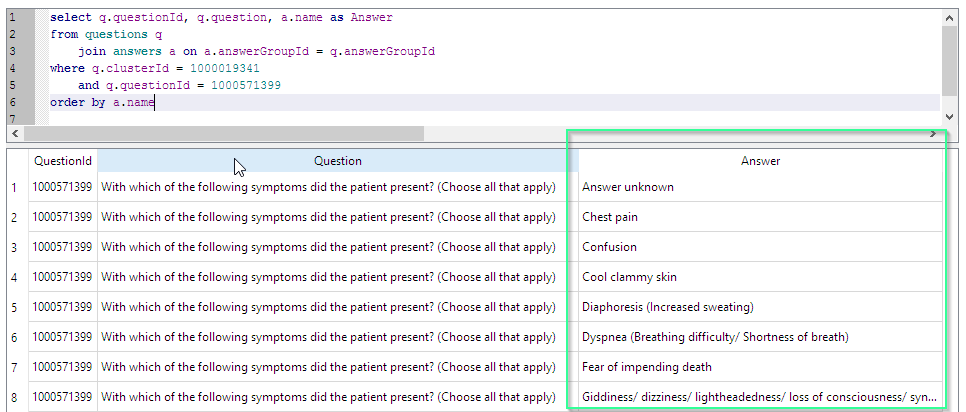 1 select q.questionId, q.question, a.name as Answer
2 from questions q
3 join answers a on a.answerGroupId = q.answerGroupId
4 where q.clusterId = 1000019341
5 and q.questionId = 1000571399
6 order by a.name
7
QuestionId Question Answer
1 1000571399 With which of the following symptoms did the patient present? (Choose all that apply) Answer unknown
2 1000571399 With which of the following symptoms did the patient present? (Choose all that apply) Chest pain
3 1000571399 With which of the following symptoms did the patient present? (Choose all that apply) Confusion
4 1000571399 With which of the following symptoms did the patient present? (Choose all that apply) Cool clammy skin
5 1000571399 With which of the following symptoms did the patient present? (Choose all that apply) Diaphoresis (Increased sweating)
6 1000571399 With which of the following symptoms did the patient present? (Choose all that apply) Dyspnea (Breathing difficulty/ Shortness of breath)
7 1000571399 With which of the following symptoms did the patient present? (Choose all that apply) Fear of impending death
8 1000571399 With which of the following symptoms did the patient present? (Choose all that apply) Giddiness/ dizziness/ lightheadedness/ loss of consciousness/ syn...